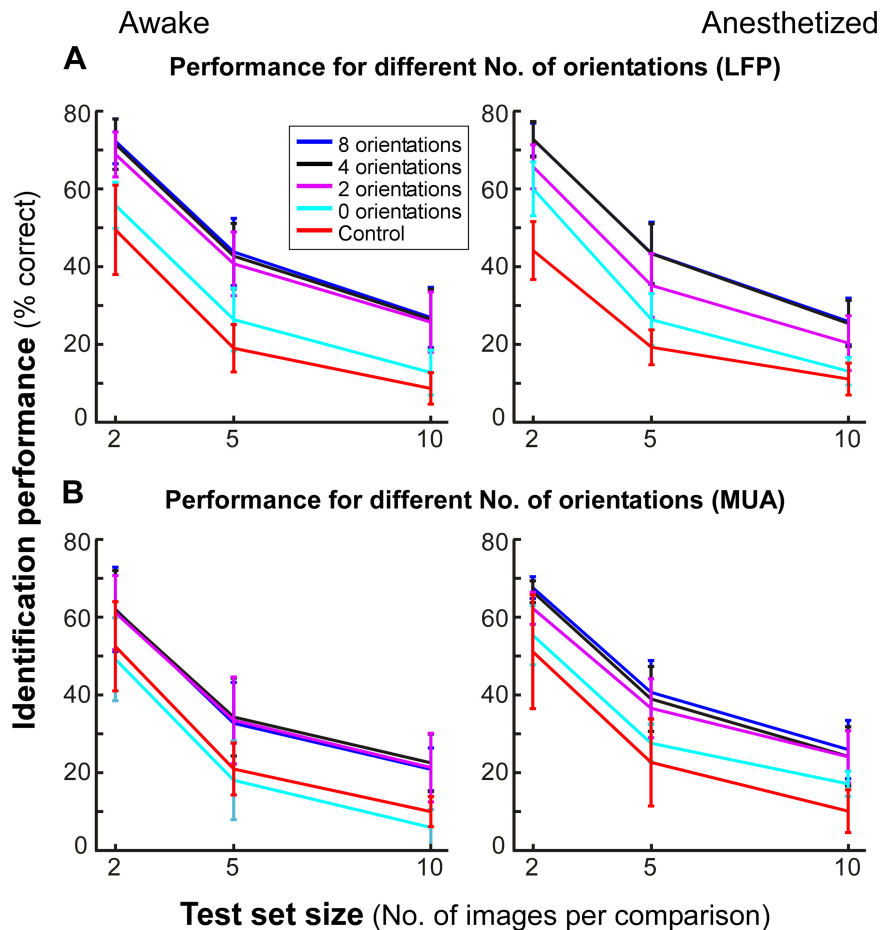 Awake
Anesthetized
A
Performance for different No. of orientations (LFP)
Identification performance (% correct)
80
60
40
20
0
2
5
10
8 orientations
4 orientations
2 orientations
0 orientations
Control
80
60
40
20
0
2
5
10
B
Performance for different No. of orientations (MUA)
80
60
40
20
0
2
5
10
80
60
40
20
0
2
5
10
Test set size (No. of images per comparison)